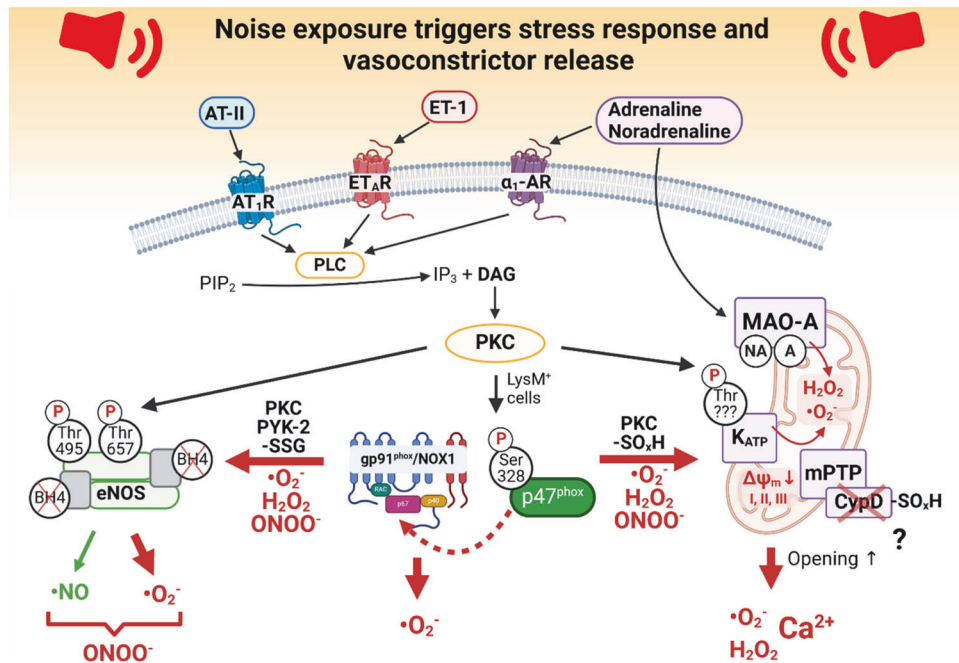 Noise exposure triggers stress response and
vasoconstrictor release
AT-II
ET-1
Adrenaline
Noradrenaline
AT₁R
ET_AR
α₁-AR
PLC
PIP₂
IP₃ + DAG
PKC
LysM⁺
cells
MAO-A
NA
A
H₂O₂
•O₂⁻
P
Thr
???
K_ATP
mPTP
CypD
-SOₓH
?
Δψₘ↓
I, II, III
Opening ↑
•O₂⁻
H₂O₂
Ca²⁺
P
Thr
495
P
Thr
657
BH4
BH4
eNOS
•NO
•O₂⁻
ONOO⁻
PKC
PYK-2
-SSG
•O₂⁻
H₂O₂
ONOO⁻
gp91ᵖʰᵒˣ/NOX1
RAC
p67
p40
•O₂⁻
P
Ser
328
p47ᵖʰᵒˣ
PKC
-SOₓH
•O₂⁻
H₂O₂
ONOO⁻